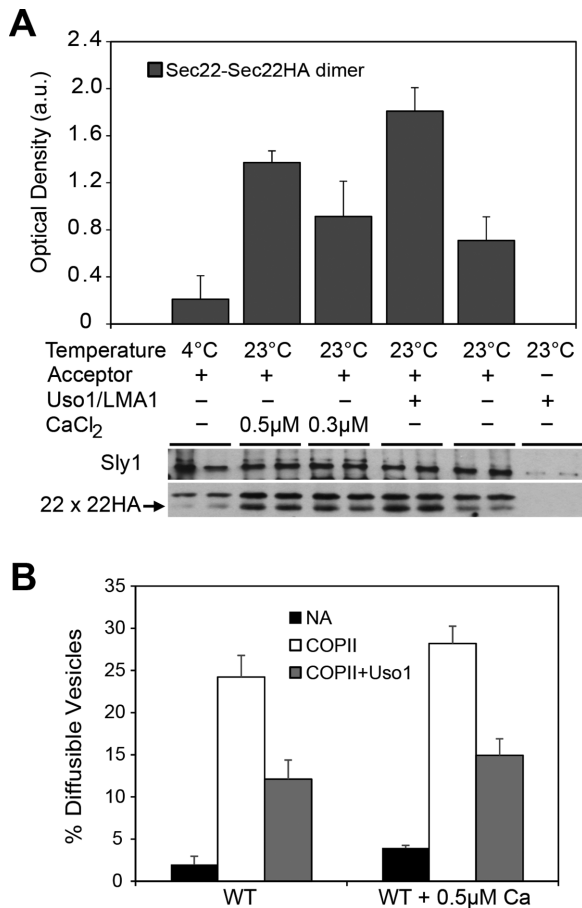 A
Sec22-Sec22HA dimer
Optical Density (a.u.)
2.4
2.0
1.6
1.2
0.8
0.4
0
Temperature 4°C 23°C 23°C 23°C 23°C 23°C
Acceptor + + + + + –
Uso1/LMA1 – – – + – +
CaCl2 – 0.5µM 0.3µM – – –
Sly1
22 x 22HA
B
NA
COPII
COPII+Uso1
% Diffusible Vesicles
35
30
25
20
15
10
5
0
WT WT + 0.5µM Ca